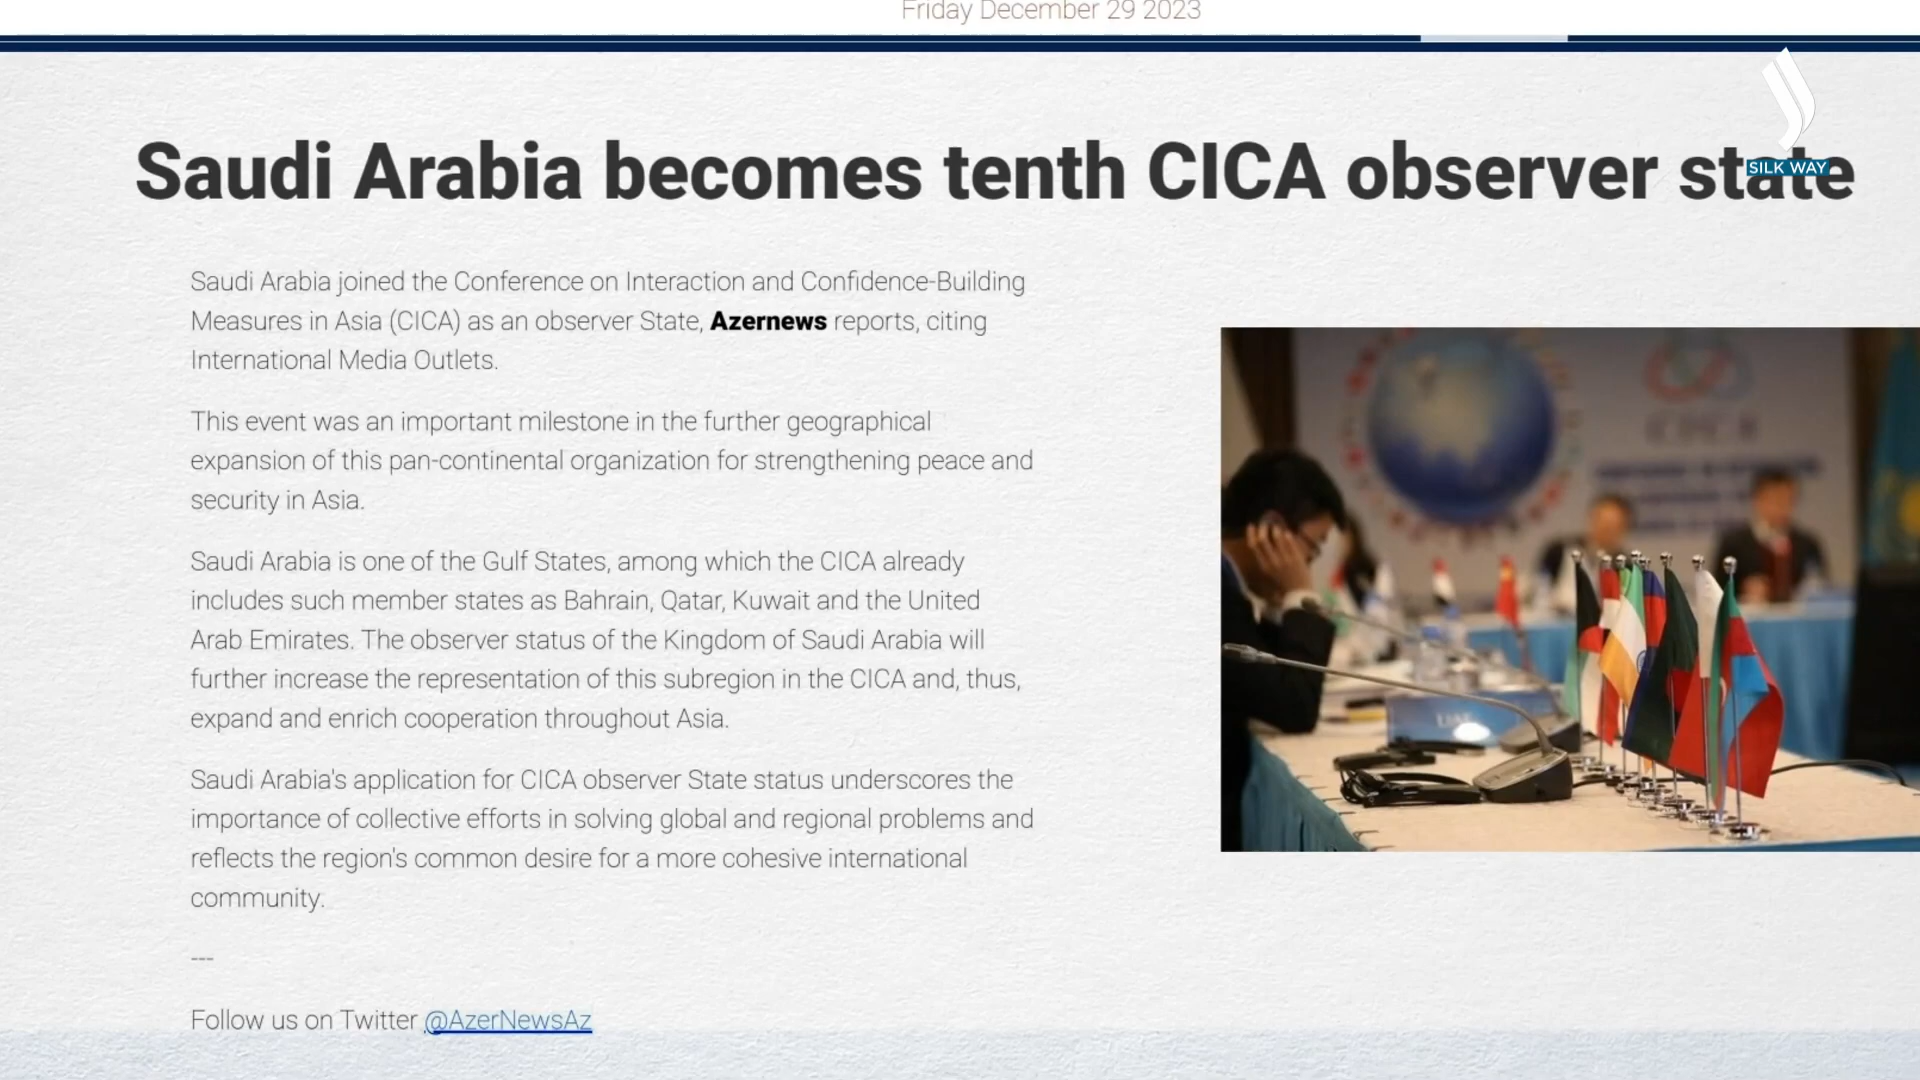 Friday December 29 2023
SILK WAY
Saudi Arabia becomes tenth CICA observer state
Saudi Arabia joined the Conference on Interaction and Confidence-Building
Measures in Asia (CICA) as an observer State, Azernews reports, citing
International Media Outlets.
This event was an important milestone in the further geographical
expansion of this pan-continental organization for strengthening peace and
security in Asia.
Saudi Arabia is one of the Gulf States, among which the CICA already
includes such member states as Bahrain, Qatar, Kuwait and the United
Arab Emirates. The observer status of the Kingdom of Saudi Arabia will
further increase the representation of this subregion in the CICA and, thus,
expand and enrich cooperation throughout Asia.
Saudi Arabia's application for CICA observer State status underscores the
importance of collective efforts in solving global and regional problems and
reflects the region's common desire for a more cohesive international
community.
---
Follow us on Twitter @AzerNewsAz
CICA